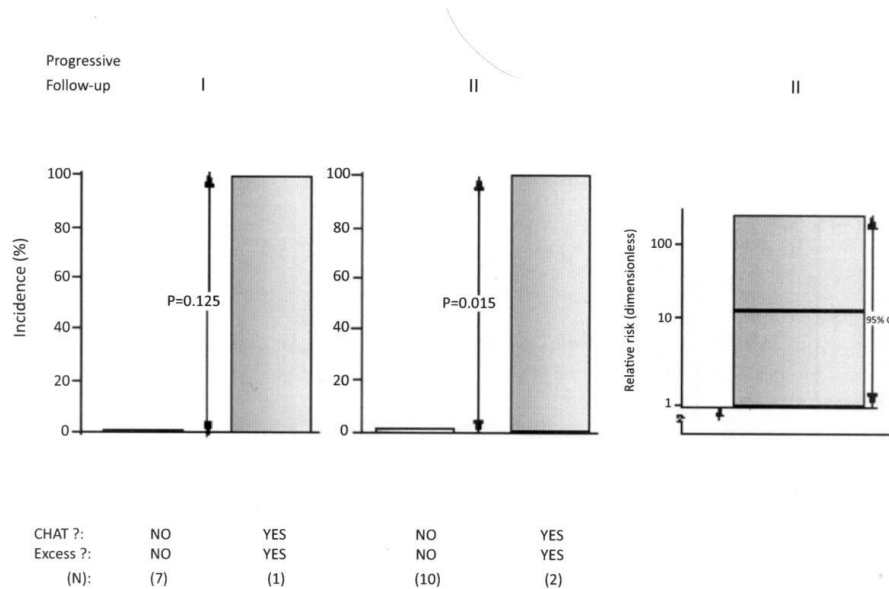 Progressive
Follow-up I II II
100
80
60
40
20
0
Incidence (%)
P=0.125
100
80
60
40
20
0
P=0.015
Relative risk (dimensionless)
100
10
1
95% C
CHAT ?: NO YES NO YES
Excess ?: NO YES NO YES
(N): (7) (1) (10) (2)